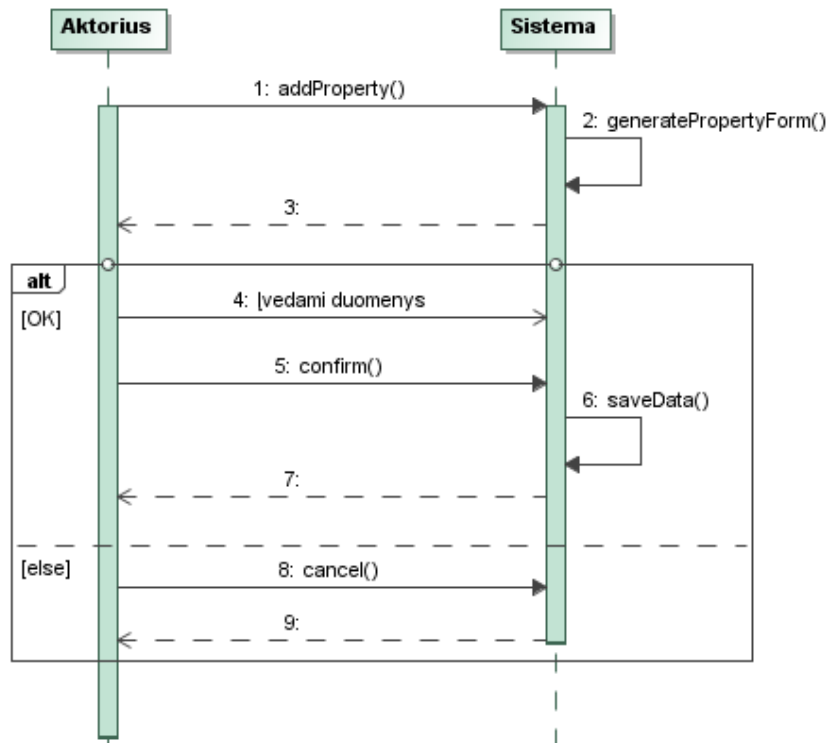 Aktorius
Sistema
1: addProperty()
2: generatePropertyForm()
3:
alt
[OK]
4: Įvedami duomenys
5: confirm()
6: saveData()
7:
[else]
8: cancel()
9: